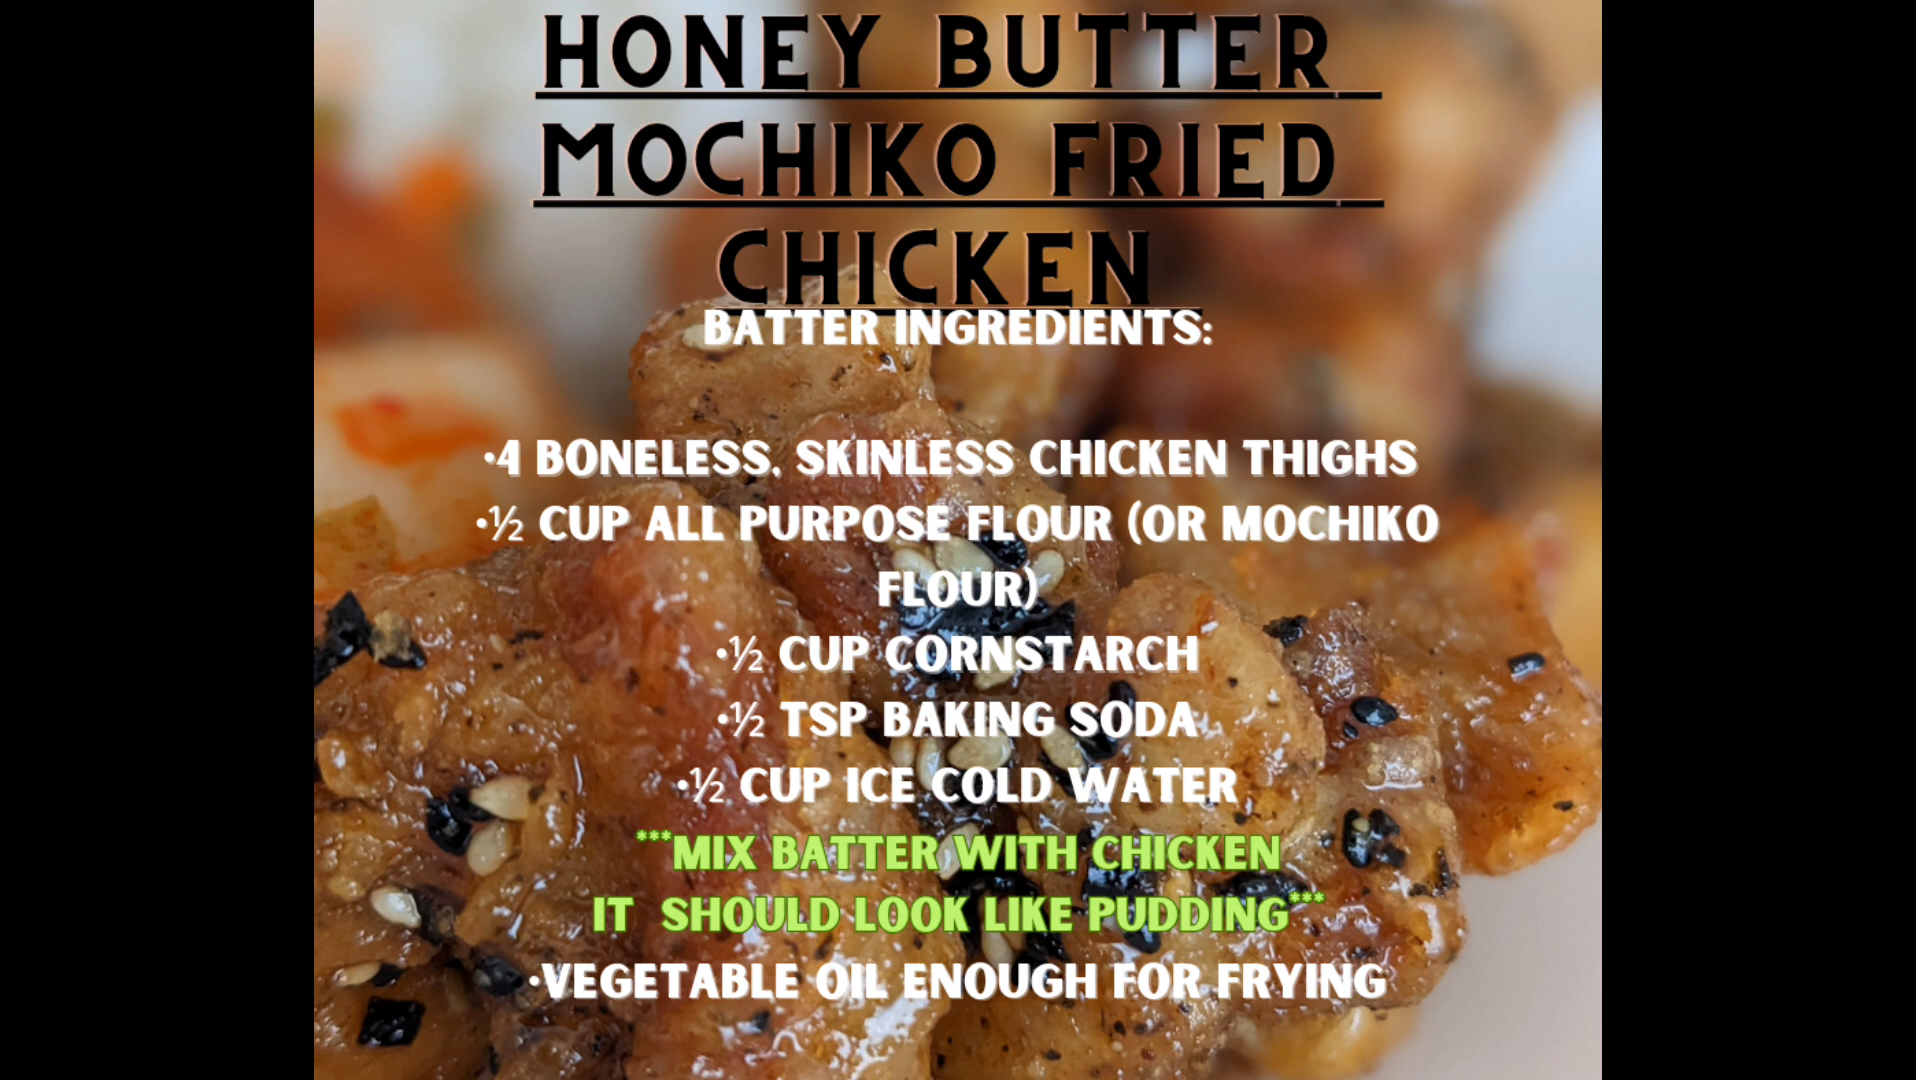 HONEY BUTTER
MOCHIKO FRIED
CHICKEN
BATTER INGREDIENTS:
•4 BONELESS, SKINLESS CHICKEN THIGHS
•½ CUP ALL PURPOSE FLOUR (OR MOCHIKO
FLOUR)
•½ CUP CORNSTARCH
•½ TSP BAKING SODA
•½ CUP ICE COLD WATER
***MIX BATTER WITH CHICKEN
IT SHOULD LOOK LIKE PUDDING***
•VEGETABLE OIL ENOUGH FOR FRYING